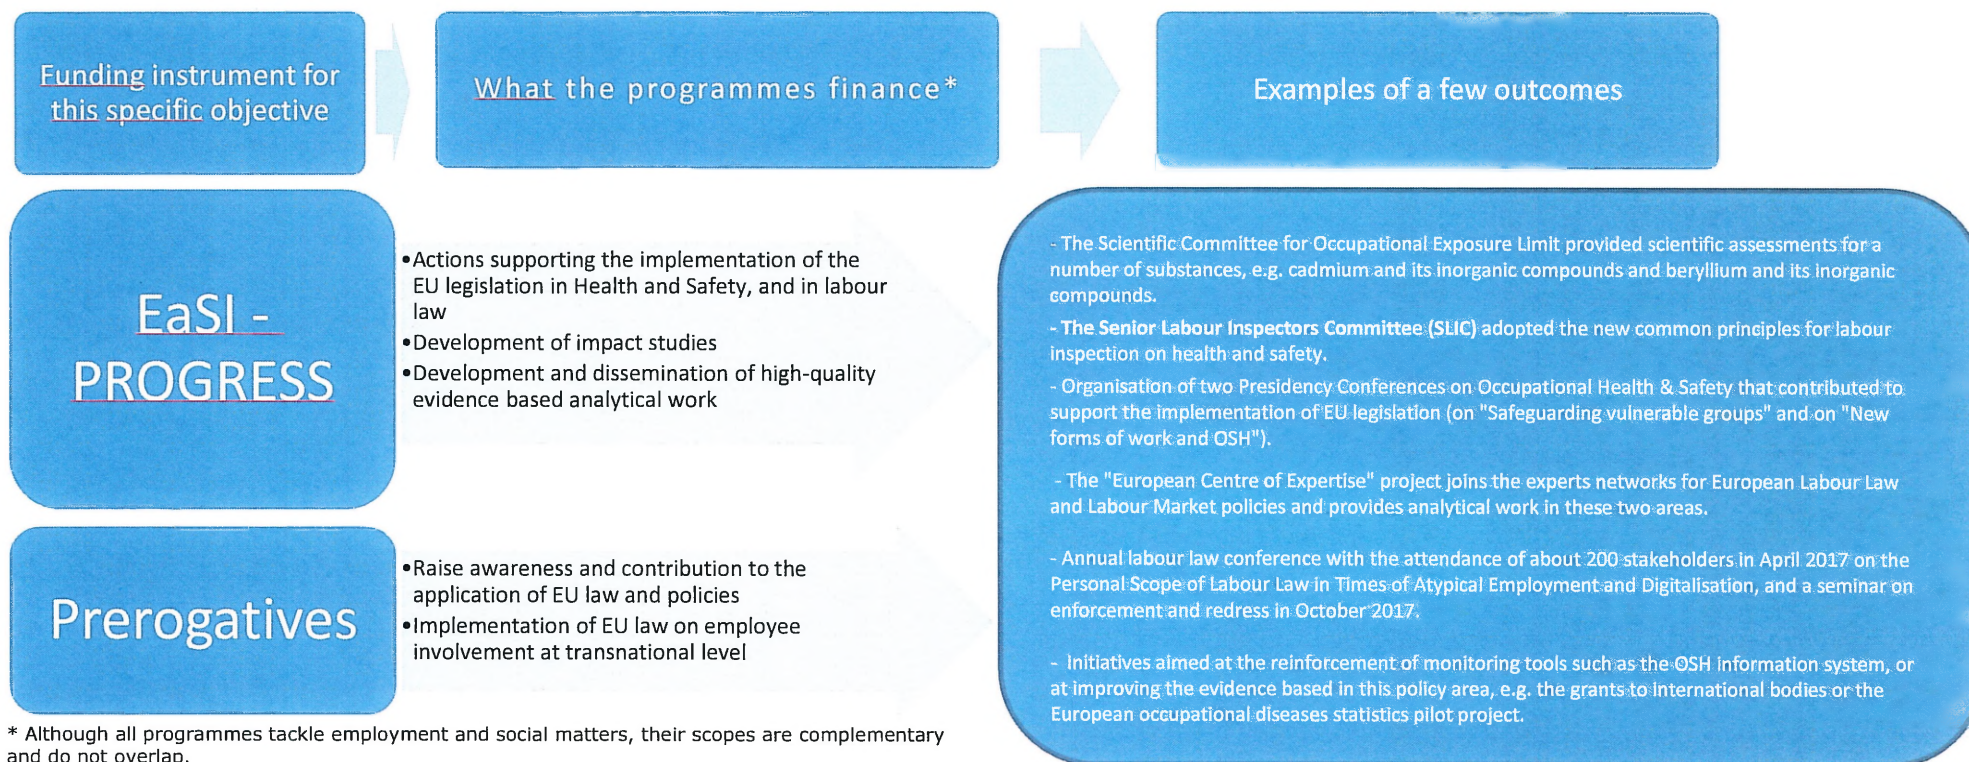 Funding instrument for
this specific objective
What the programmes finance*
Examples of a few outcomes
EaSI -
PROGRESS
•Actions supporting the implementation of the
EU legislation in Health and Safety, and in labour
law
•Development of impact studies
•Development and dissemination of high-quality
evidence based analytical work
Prerogatives
•Raise awareness and contribution to the
application of EU law and policies
•Implementation of EU law on employee
involvement at transnational level
- The Scientific Committee for Occupational Exposure Limit provided scientific assessments for a
number of substances, e.g. cadmium and its inorganic compounds and beryllium and its inorganic
compounds.
- The Senior Labour Inspectors Committee (SLIC) adopted the new common principles for labour
inspection on health and safety.
- Organisation of two Presidency Conferences on Occupational Health & Safety that contributed to
support the implementation of EU legislation (on "Safeguarding vulnerable groups" and on "New
forms of work and OSH").
- The "European Centre of Expertise" project joins the experts networks for European Labour Law
and Labour Market policies and provides analytical work in these two areas.
- Annual labour law conference with the attendance of about 200 stakeholders in April 2017 on the
Personal Scope of Labour Law in Times of Atypical Employment and Digitalisation, and a seminar on
enforcement and redress in October 2017.
- Initiatives aimed at the reinforcement of monitoring tools such as the OSH information system, or
at improving the evidence based in this policy area, e.g. the grants to international bodies or the
European occupational diseases statistics pilot project.
* Although all programmes tackle employment and social matters, their scopes are complementary
and do not overlap.